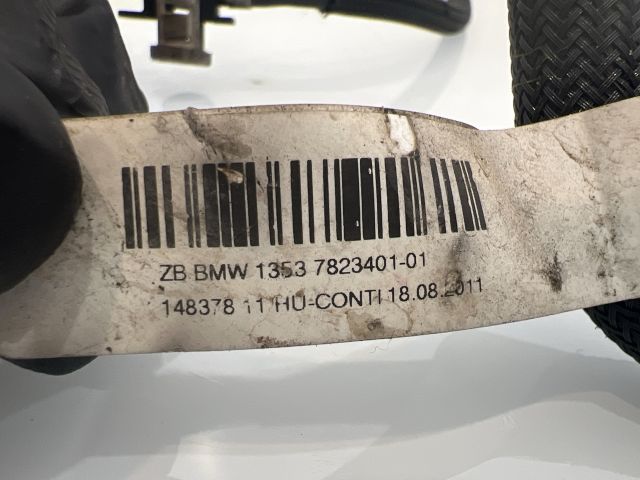 ZB BMW 1353 7823401-01
148378 11 HU-CONTI 18.08.2011